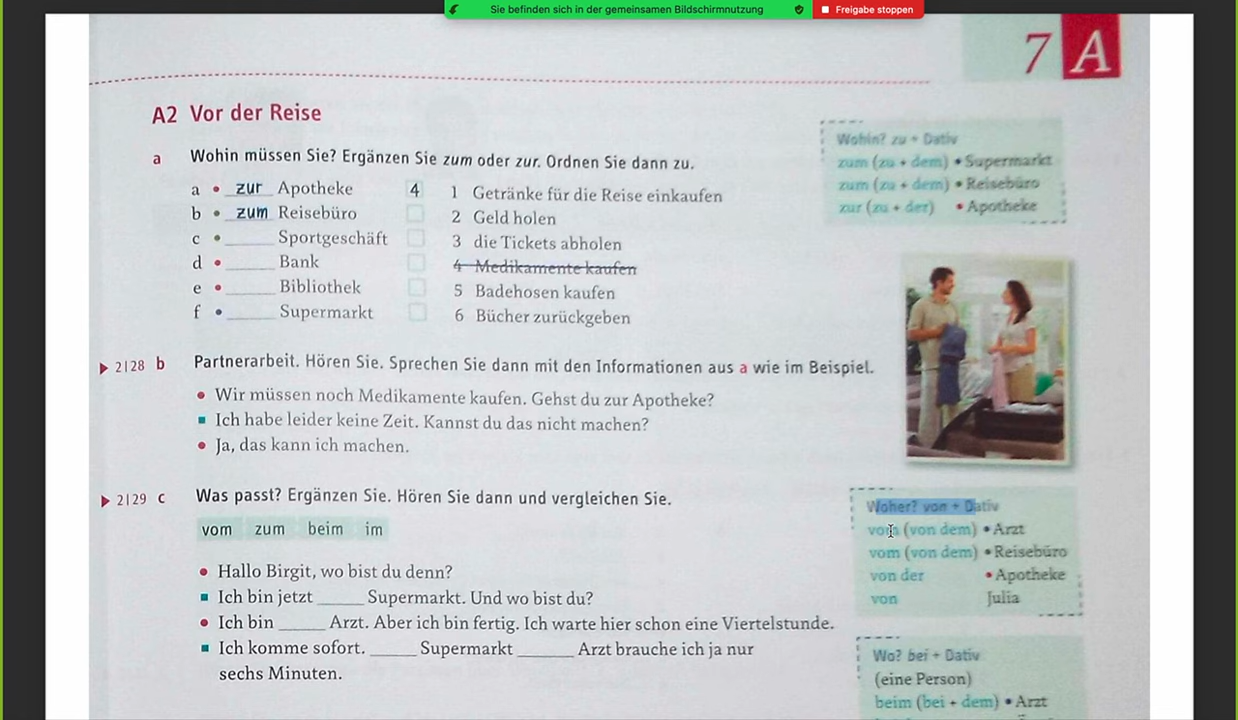 Sie befinden sich in der gemeinsamen Bildschirmnutzung
Freigabe stoppen
7 A
A2 Vor der Reise
a Wohin müssen Sie? Ergänzen Sie zum oder zur. Ordnen Sie dann zu.
a • zur Apotheke 4
b • zum Reisebüro
c • ______ Sportgeschäft
d • ______ Bank
e • ______ Bibliothek
f • ______ Supermarkt
1 Getränke für die Reise einkaufen
2 Geld holen
3 die Tickets abholen
4 Medikamente kaufen
5 Badehosen kaufen
6 Bücher zurückgeben
Wohin? zu + Dativ
zum (zu + dem) • Supermarkt
zum (zu + dem) • Reisebüro
zur (zu + der) • Apotheke
▶ 2|28 b Partnerarbeit. Hören Sie. Sprechen Sie dann mit den Informationen aus a wie im Beispiel.
• Wir müssen noch Medikamente kaufen. Gehst du zur Apotheke?
▪ Ich habe leider keine Zeit. Kannst du das nicht machen?
• Ja, das kann ich machen.
▶ 2|29 c Was passt? Ergänzen Sie. Hören Sie dann und vergleichen Sie.
vom zum beim im
• Hallo Birgit, wo bist du denn?
▪ Ich bin jetzt _____ Supermarkt. Und wo bist du?
• Ich bin _____ Arzt. Aber ich bin fertig. Ich warte hier schon eine Viertelstunde.
▪ Ich komme sofort. _____ Supermarkt ______ Arzt brauche ich ja nur
sechs Minuten.
Woher? von + Dativ
vom (von dem) • Arzt
vom (von dem) • Reisebüro
von der • Apotheke
von Julia
Wo? bei + Dativ
(eine Person)
beim (bei + dem) • Arzt